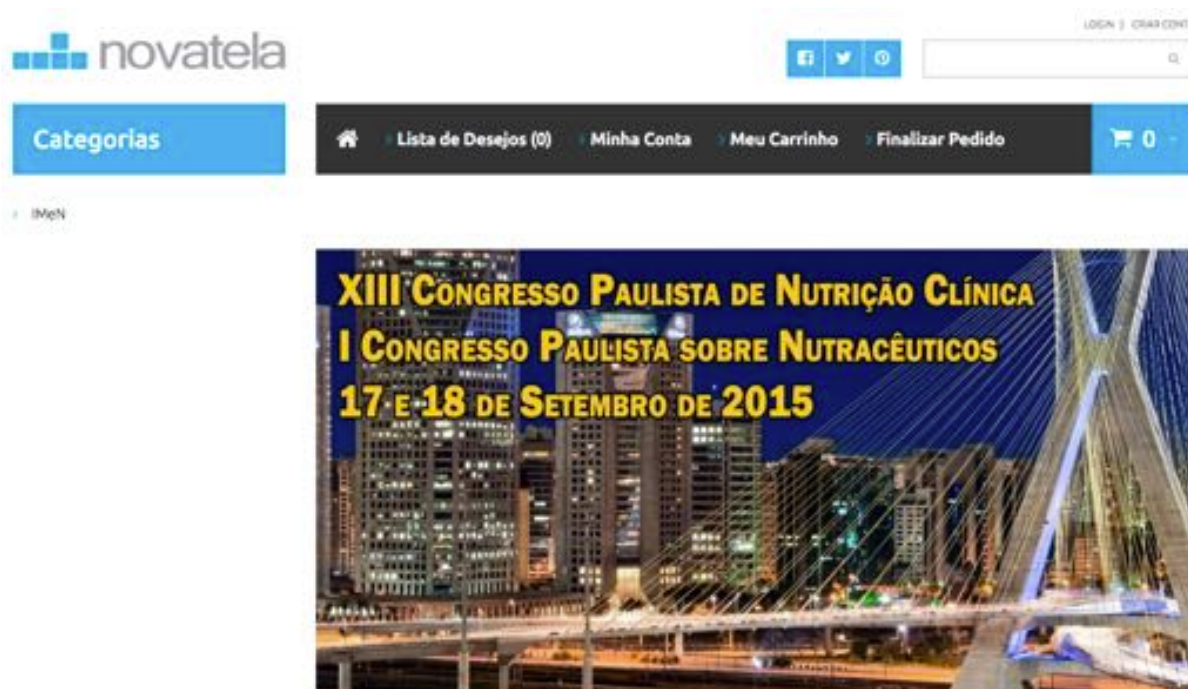 LOGIN | CRIAR CONT
novatela
Categorias
Lista de Desejos (0) Minha Conta Meu Carrinho Finalizar Pedido 0
IMeN
XIII CONGRESSO PAULISTA DE NUTRIÇÃO CLÍNICA
I CONGRESSO PAULISTA SOBRE NUTRACÊUTICOS
17 E 18 DE SETEMBRO DE 2015